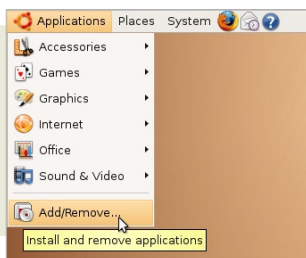 Applications Places System
Accessories
Games
Graphics
Internet
Office
Sound & Video
Add/Remove...
Install and remove applications